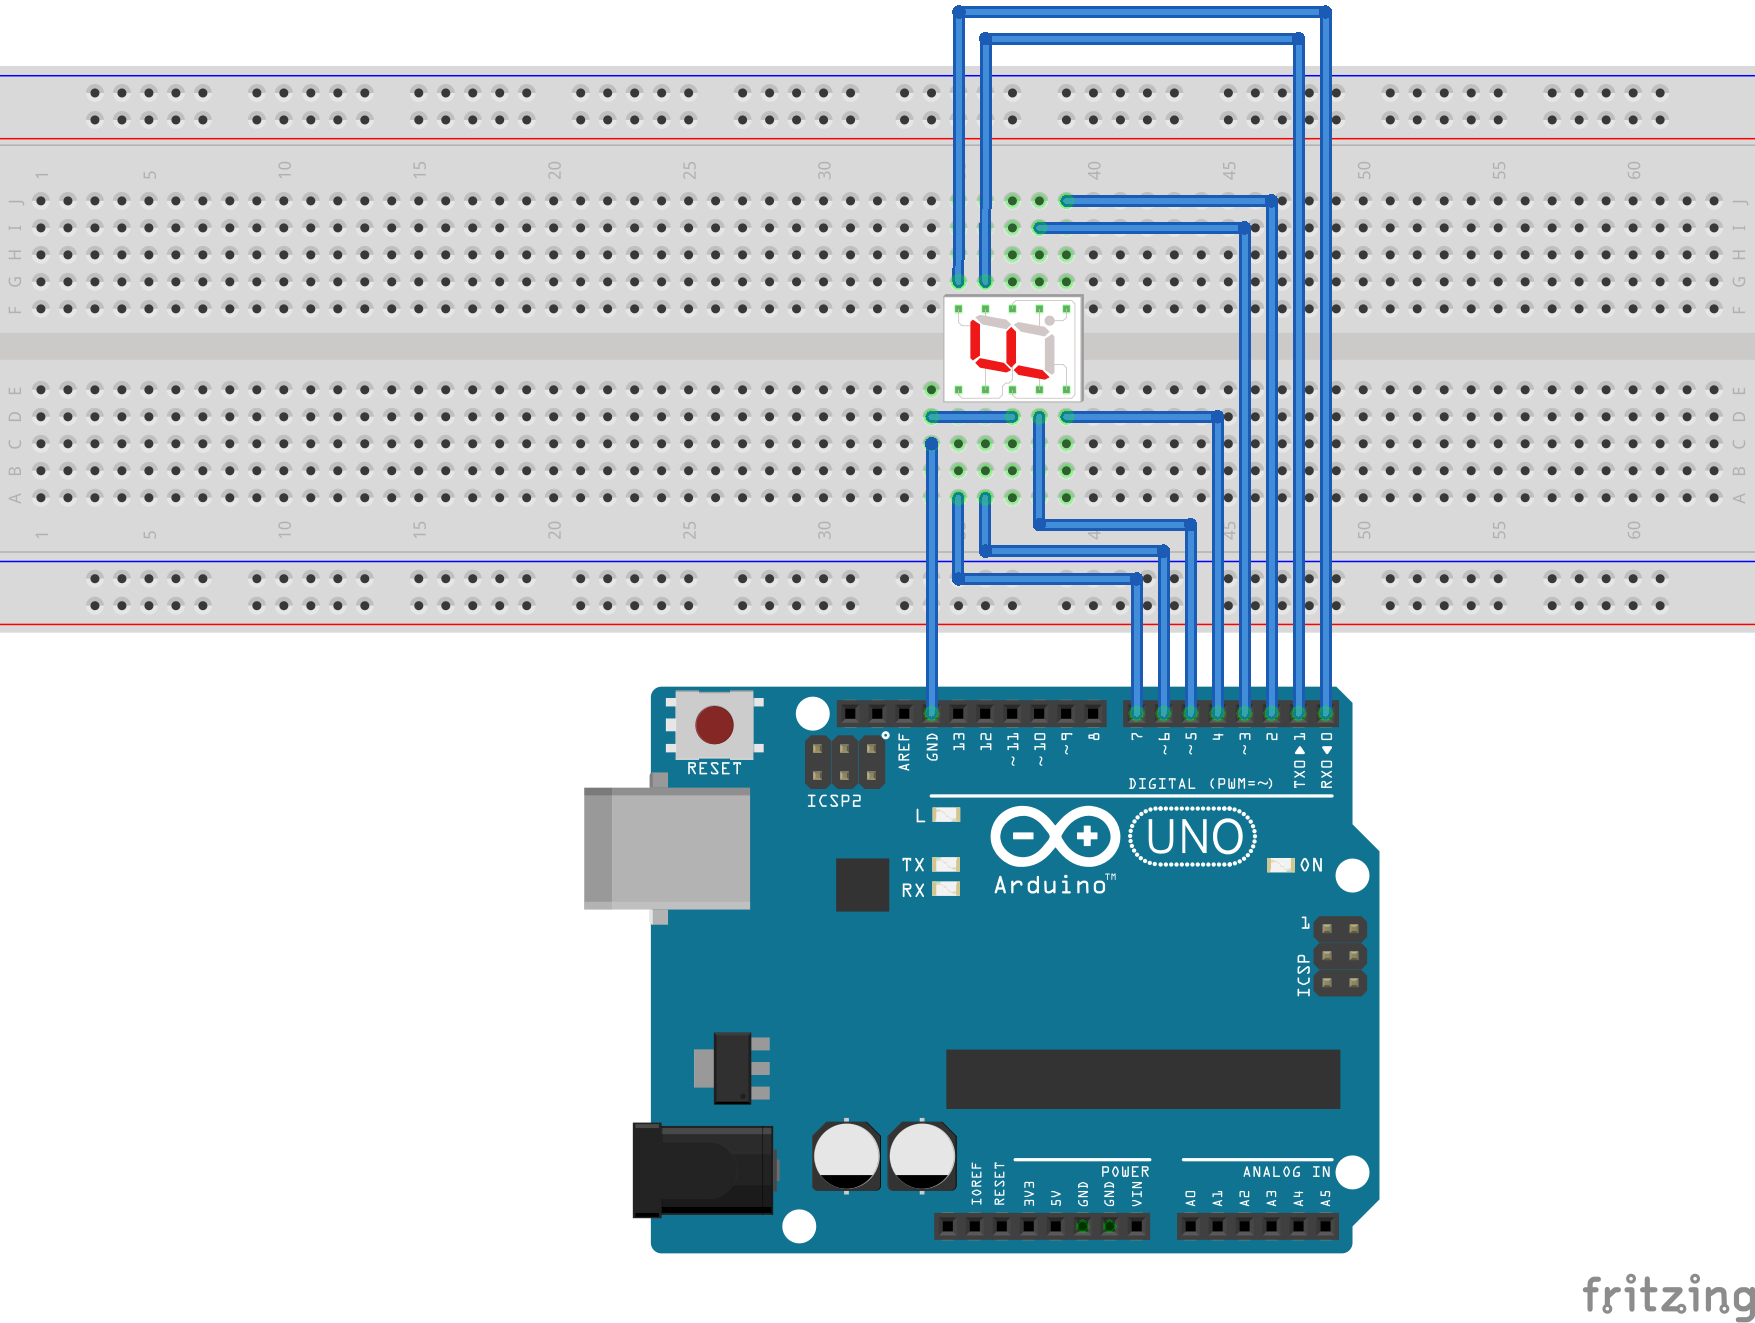 1 5 10 15 20 25 30 40 45 50 55 60
J J
I I
H H
G G
F F
E E
D D
C C
B B
A A
1 5 10 15 20 25 30 4 45 50 55 60
RESET
ICSP2
AREF GND 13 12 ~11 ~10 ~9 8 7 ~6 ~5 4 ~3 2 TX0▶1 RX0◀0
DIGITAL (PWM=~)
L
TX
RX
UNO
ON
Arduino™
1
ICSP
POWER
ANALOG IN
IOREF RESET 3V3 5V GND GND VIN A0 A1 A2 A3 A4 A5
fritzing